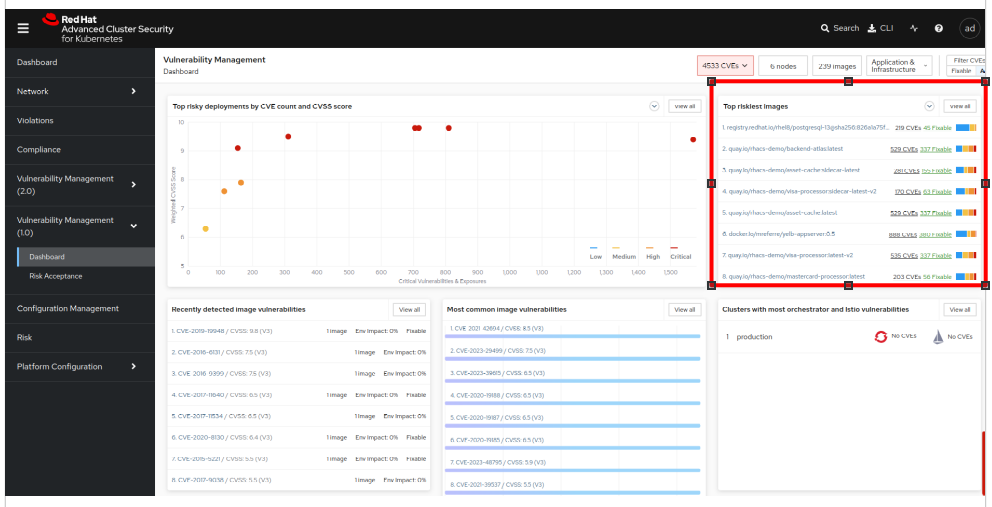 Red Hat
Advanced Cluster Security
for Kubernetes
Search
CLI
ad
Dashboard
Network
Violations
Compliance
Vulnerability Management
(2.0)
Vulnerability Management
(1.0)
Dashboard
Risk Acceptance
Configuration Management
Risk
Platform Configuration
Vulnerability Management
Dashboard
4533 CVEs
6 nodes
239 images
Application &
Infrastructure
Filter CVEs
Fixable
Top risky deployments by CVE count and CVSS score
View all
10
9
8
7
6
5
Weighted CVSS Score
0 100 200 300 400 500 600 700 800 900 1,000 1,100 1,200 1,300 1,400 1,500
Critical Vulnerabilities & Exposures
Low Medium High Critical
Top riskiest images
View all
1. registry.redhat.io/rhel8/postgresql-13@sha256:826a1a75f... 219 CVEs 45 Fixable
2. quay.io/rhacs-demo/backend-atlas:latest 529 CVEs 337 Fixable
3. quay.io/rhacs-demo/asset-cache:sidecar-latest 281 CVEs 155 Fixable
4. quay.io/rhacs-demo/visa-processor:sidecar-latest-v2 170 CVEs 83 Fixable
5. quay.io/rhacs-demo/asset-cache:latest 529 CVEs 337 Fixable
6. docker.io/mreferre/yelb-appserver:0.5 888 CVEs 380 Fixable
7. quay.io/rhacs-demo/visa-processor:latest-v2 535 CVEs 337 Fixable
8. quay.io/rhacs-demo/mastercard-processor:latest 203 CVEs 56 Fixable
Recently detected image vulnerabilities
View all
1. CVE-2019-19948 / CVSS: 9.8 (V3) 1 image Env Impact: 0% Fixable
2. CVE-2016-6131 / CVSS: 7.5 (V3) 1 image Env Impact: 0%
3. CVE-2016-9399 / CVSS: 7.5 (V3) 1 image Env Impact: 0%
4. CVE-2017-11640 / CVSS: 6.5 (V3) 1 image Env Impact: 0% Fixable
5. CVE-2017-11534 / CVSS: 6.5 (V3) 1 image Env Impact: 0% Fixable
6. CVE-2020-8130 / CVSS: 6.4 (V3) 1 image Env Impact: 0% Fixable
7. CVE-2015-5221 / CVSS: 5.5 (V3) 1 image Env Impact: 0% Fixable
8. CVE-2017-9038 / CVSS: 5.5 (V3) 1 image Env Impact: 0%
Most common image vulnerabilities
View all
1. CVE-2021-42694 / CVSS: 8.5 (V3)
2. CVE-2023-29499 / CVSS: 7.5 (V3)
3. CVE-2023-39615 / CVSS: 6.5 (V3)
4. CVE-2020-19188 / CVSS: 6.5 (V3)
5. CVE-2020-19187 / CVSS: 6.5 (V3)
6. CVE-2020-19185 / CVSS: 6.5 (V3)
7. CVE-2023-48795 / CVSS: 5.9 (V3)
8. CVE-2021-39537 / CVSS: 5.5 (V3)
Clusters with most orchestrator and Istio vulnerabilities
View all
1 production No CVEs No CVEs